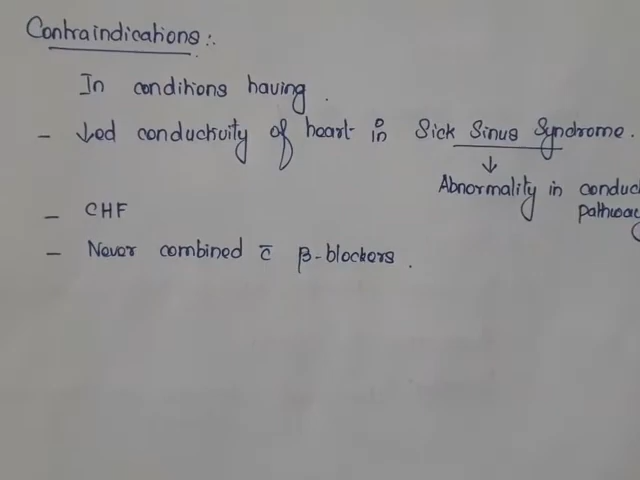 Contraindications :.
In conditions having.
- ↓ed conductivity of heart in Sick Sinus Syndrome.
↓
Abnormality in conduc
pathway
- CHF
- Never combined c̄ β-blockers.